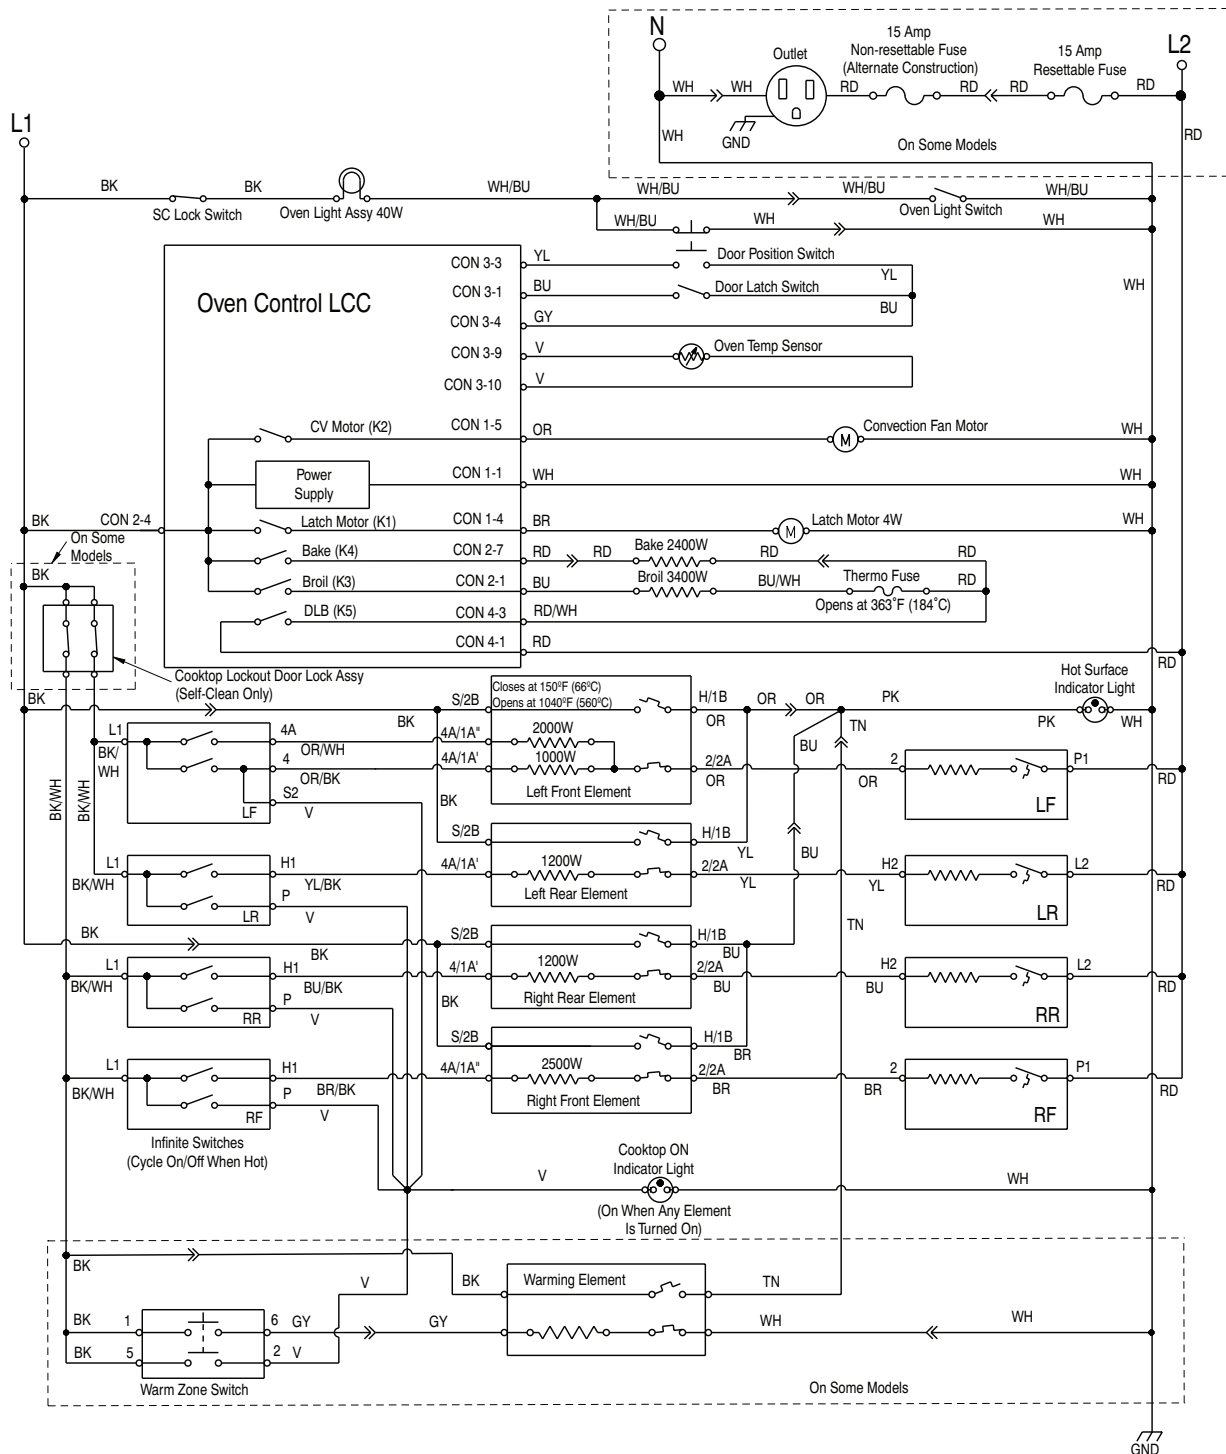 N
15 Amp
Non-resettable Fuse
(Alternate Construction)
15 Amp
Resettable Fuse
L2
Outlet
WH
WH
RD
RD
RD
RD
GND
WH
On Some Models
RD
L1
BK
BK
WH/BU
WH/BU
WH/BU
WH/BU
SC Lock Switch
Oven Light Assy 40W
Oven Light Switch
WH/BU
WH
WH
Oven Control LCC
CON 3-3
YL
Door Position Switch
YL
CON 3-1
BU
Door Latch Switch
BU
WH
CON 3-4
GY
CON 3-9
V
Oven Temp Sensor
CON 3-10
V
CV Motor (K2)
CON 1-5
OR
M
Convection Fan Motor
WH
Power
Supply
CON 1-1
WH
WH
BK
CON 2-4
Latch Motor (K1)
CON 1-4
BR
M
Latch Motor 4W
WH
On Some
Models
Bake (K4)
CON 2-7
RD
RD
Bake 2400W
RD
RD
BK
Broil (K3)
CON 2-1
BU
Broil 3400W
BU/WH
Thermo Fuse
RD
Opens at 363˚F (184˚C)
DLB (K5)
CON 4-3
RD/WH
CON 4-1
RD
RD
Cooktop Lockout Door Lock Assy
(Self-Clean Only)
Hot Surface
Indicator Light
BK
BK
S/2B
Closes at 150ºF (66ºC)
Opens at 1040ºF (560ºC)
H/1B
OR
OR
OR
PK
PK
WH
TN
L1
BK/
WH
4A
OR/WH
4A/1A"
2000W
BU
4
OR/BK
4A/1A'
1000W
2/2A
OR
OR
2
P1
RD
S2
V
LF
BK
Left Front Element
LF
BK/WH
BK/WH
S/2B
H/1B
YL
BU
L1
BK/WH
H1
YL/BK
4A/1A'
1200W
2/2A
YL
H2
YL
L2
RD
P
V
LR
Left Rear Element
LR
BK
BK
S/2B
H/1B
BU
TN
L1
BK/WH
H1
BU/BK
4/1A'
1200W
2/2A
BU
H2
BU
L2
RD
P
V
RR
BK
Right Rear Element
RR
S/2B
H/1B
BR
L1
BK/WH
H1
BR/BK
4A/1A"
2500W
2/2A
BR
2
BR
P1
RD
P
V
RF
Right Front Element
RF
Infinite Switches
(Cycle On/Off When Hot)
Cooktop ON
Indicator Light
V
WH
(On When Any Element
Is Turned On)
BK
V
BK
Warming Element
TN
BK
1
6
GY
GY
WH
WH
BK
5
2
V
Warm Zone Switch
On Some Models
GND